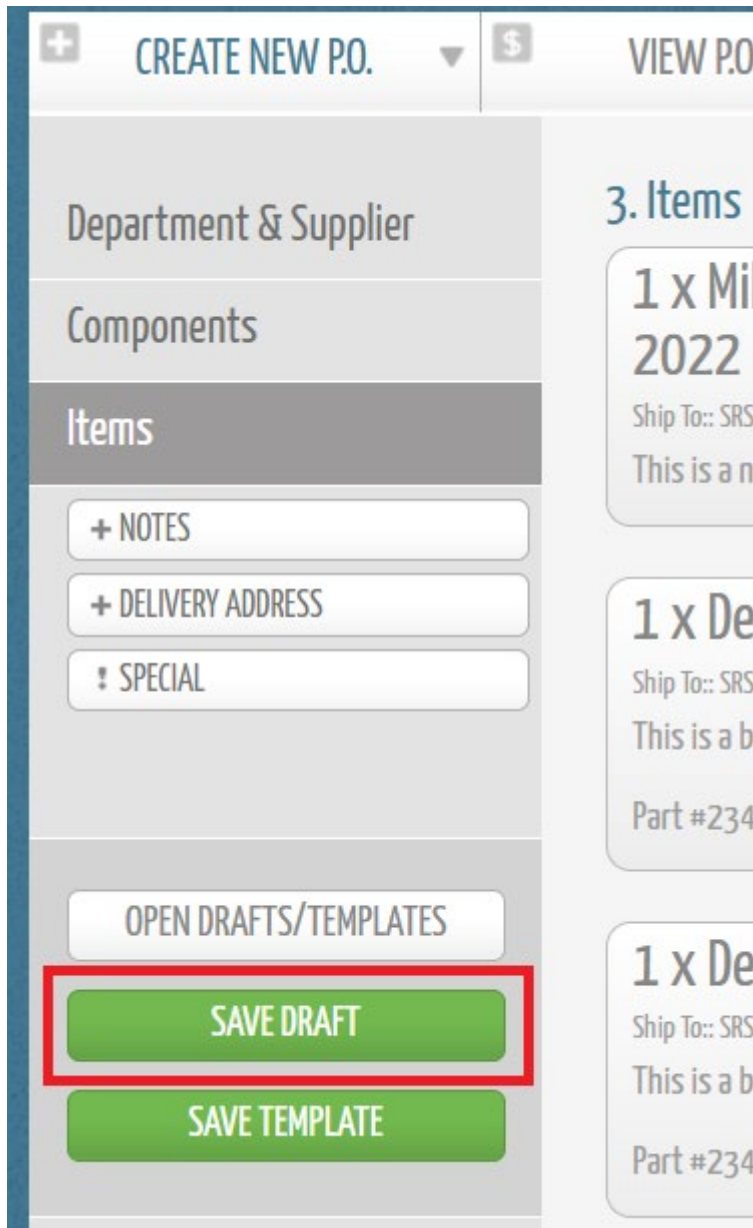 CREATE NEW P.O.
VIEW P.O
Department & Supplier
Components
Items
+ NOTES
+ DELIVERY ADDRESS
! SPECIAL
OPEN DRAFTS/TEMPLATES
SAVE DRAFT
SAVE TEMPLATE
3. Items
1 x Mil
2022
Ship To:: SRS
This is a n
1 x De
Ship To:: SRS
This is a b
Part #234
1 x De
Ship To:: SRS
This is a b
Part #234